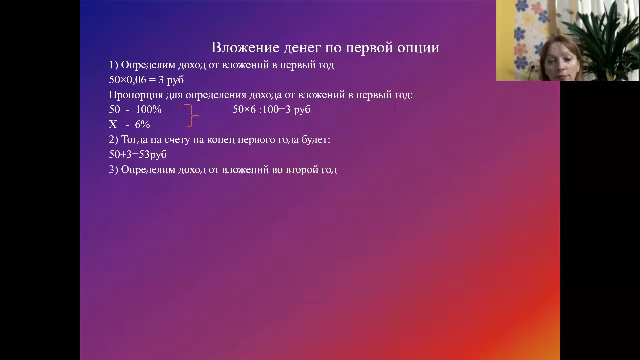 Вложение денег по первой опции
1) Определим доход от вложений в первый год
50×0,06 = 3 руб
Пропорция для определения дохода от вложений в первый год:
50 - 100% 50×6 :100=3 руб
X - 6%
2) Тогда на счету на конец первого года будет:
50+3=53руб
3) Определим доход от вложений во второй год